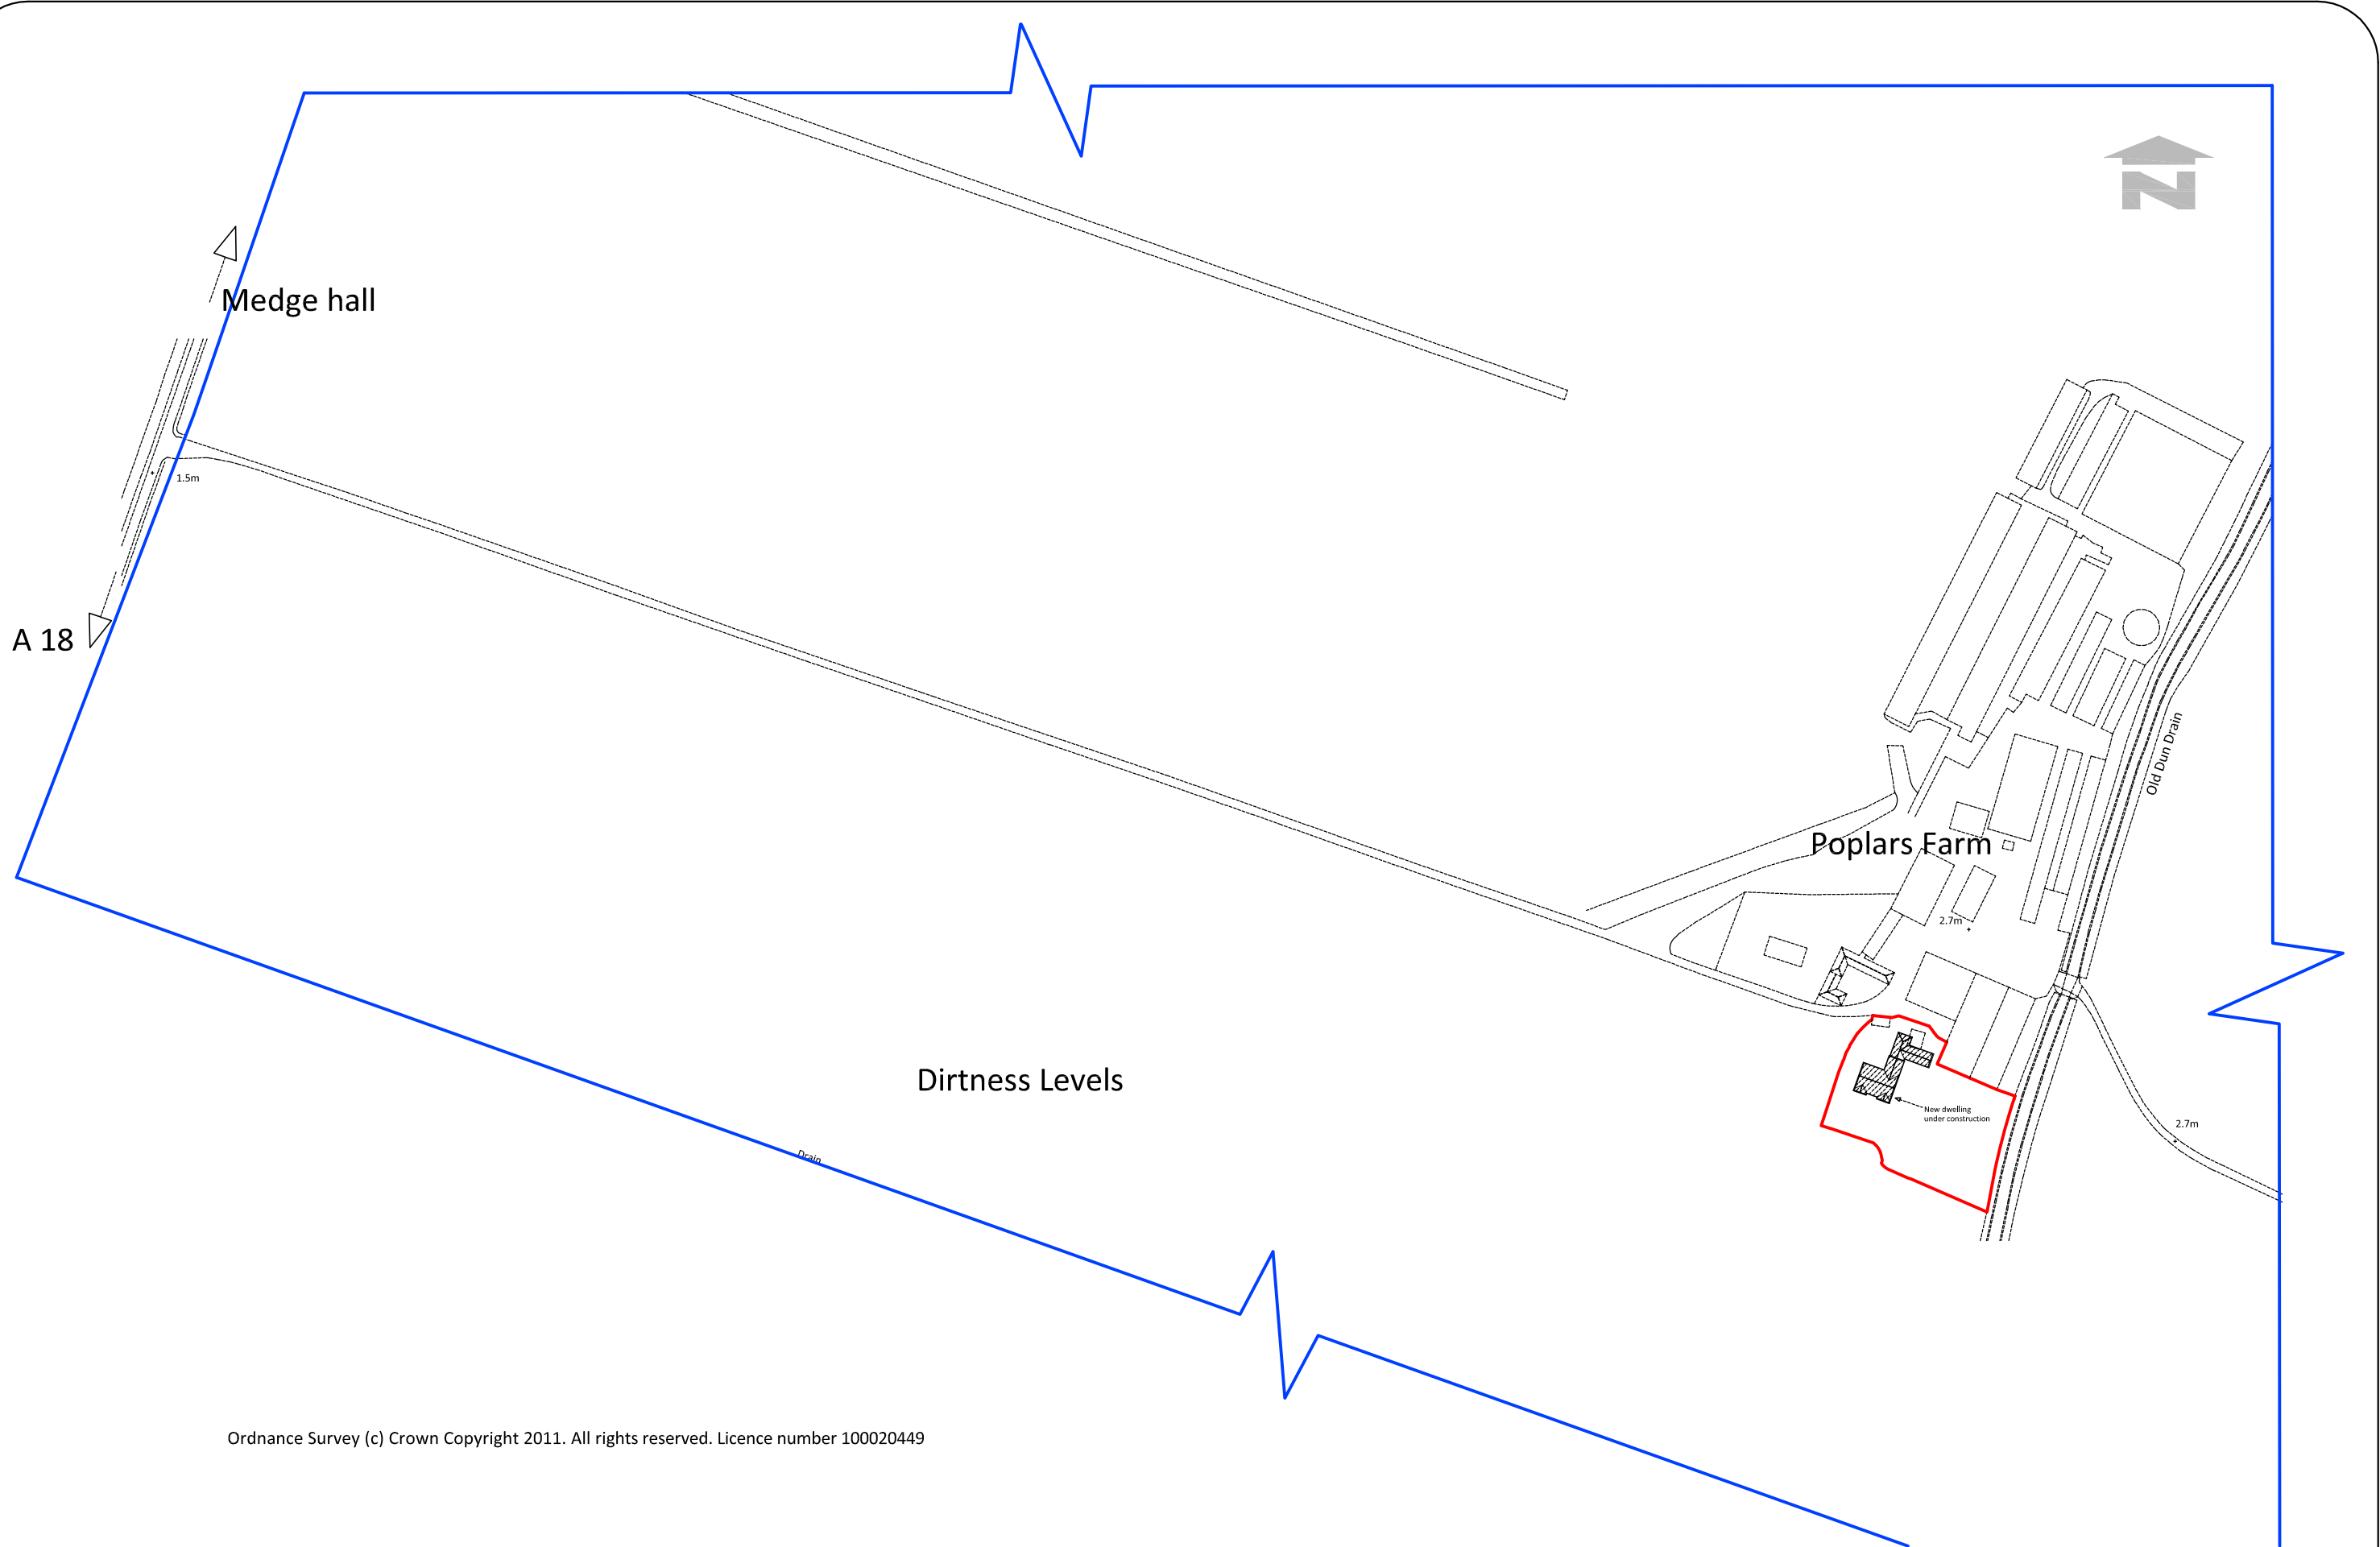 N
Medge hall
1.5m
A 18
Old Dun Drain
Poplars Farm
2.7m
Dirtness Levels
New dwelling
under construction
2.7m
Drain
Ordnance Survey (c) Crown Copyright 2011. All rights reserved. Licence number 100020449